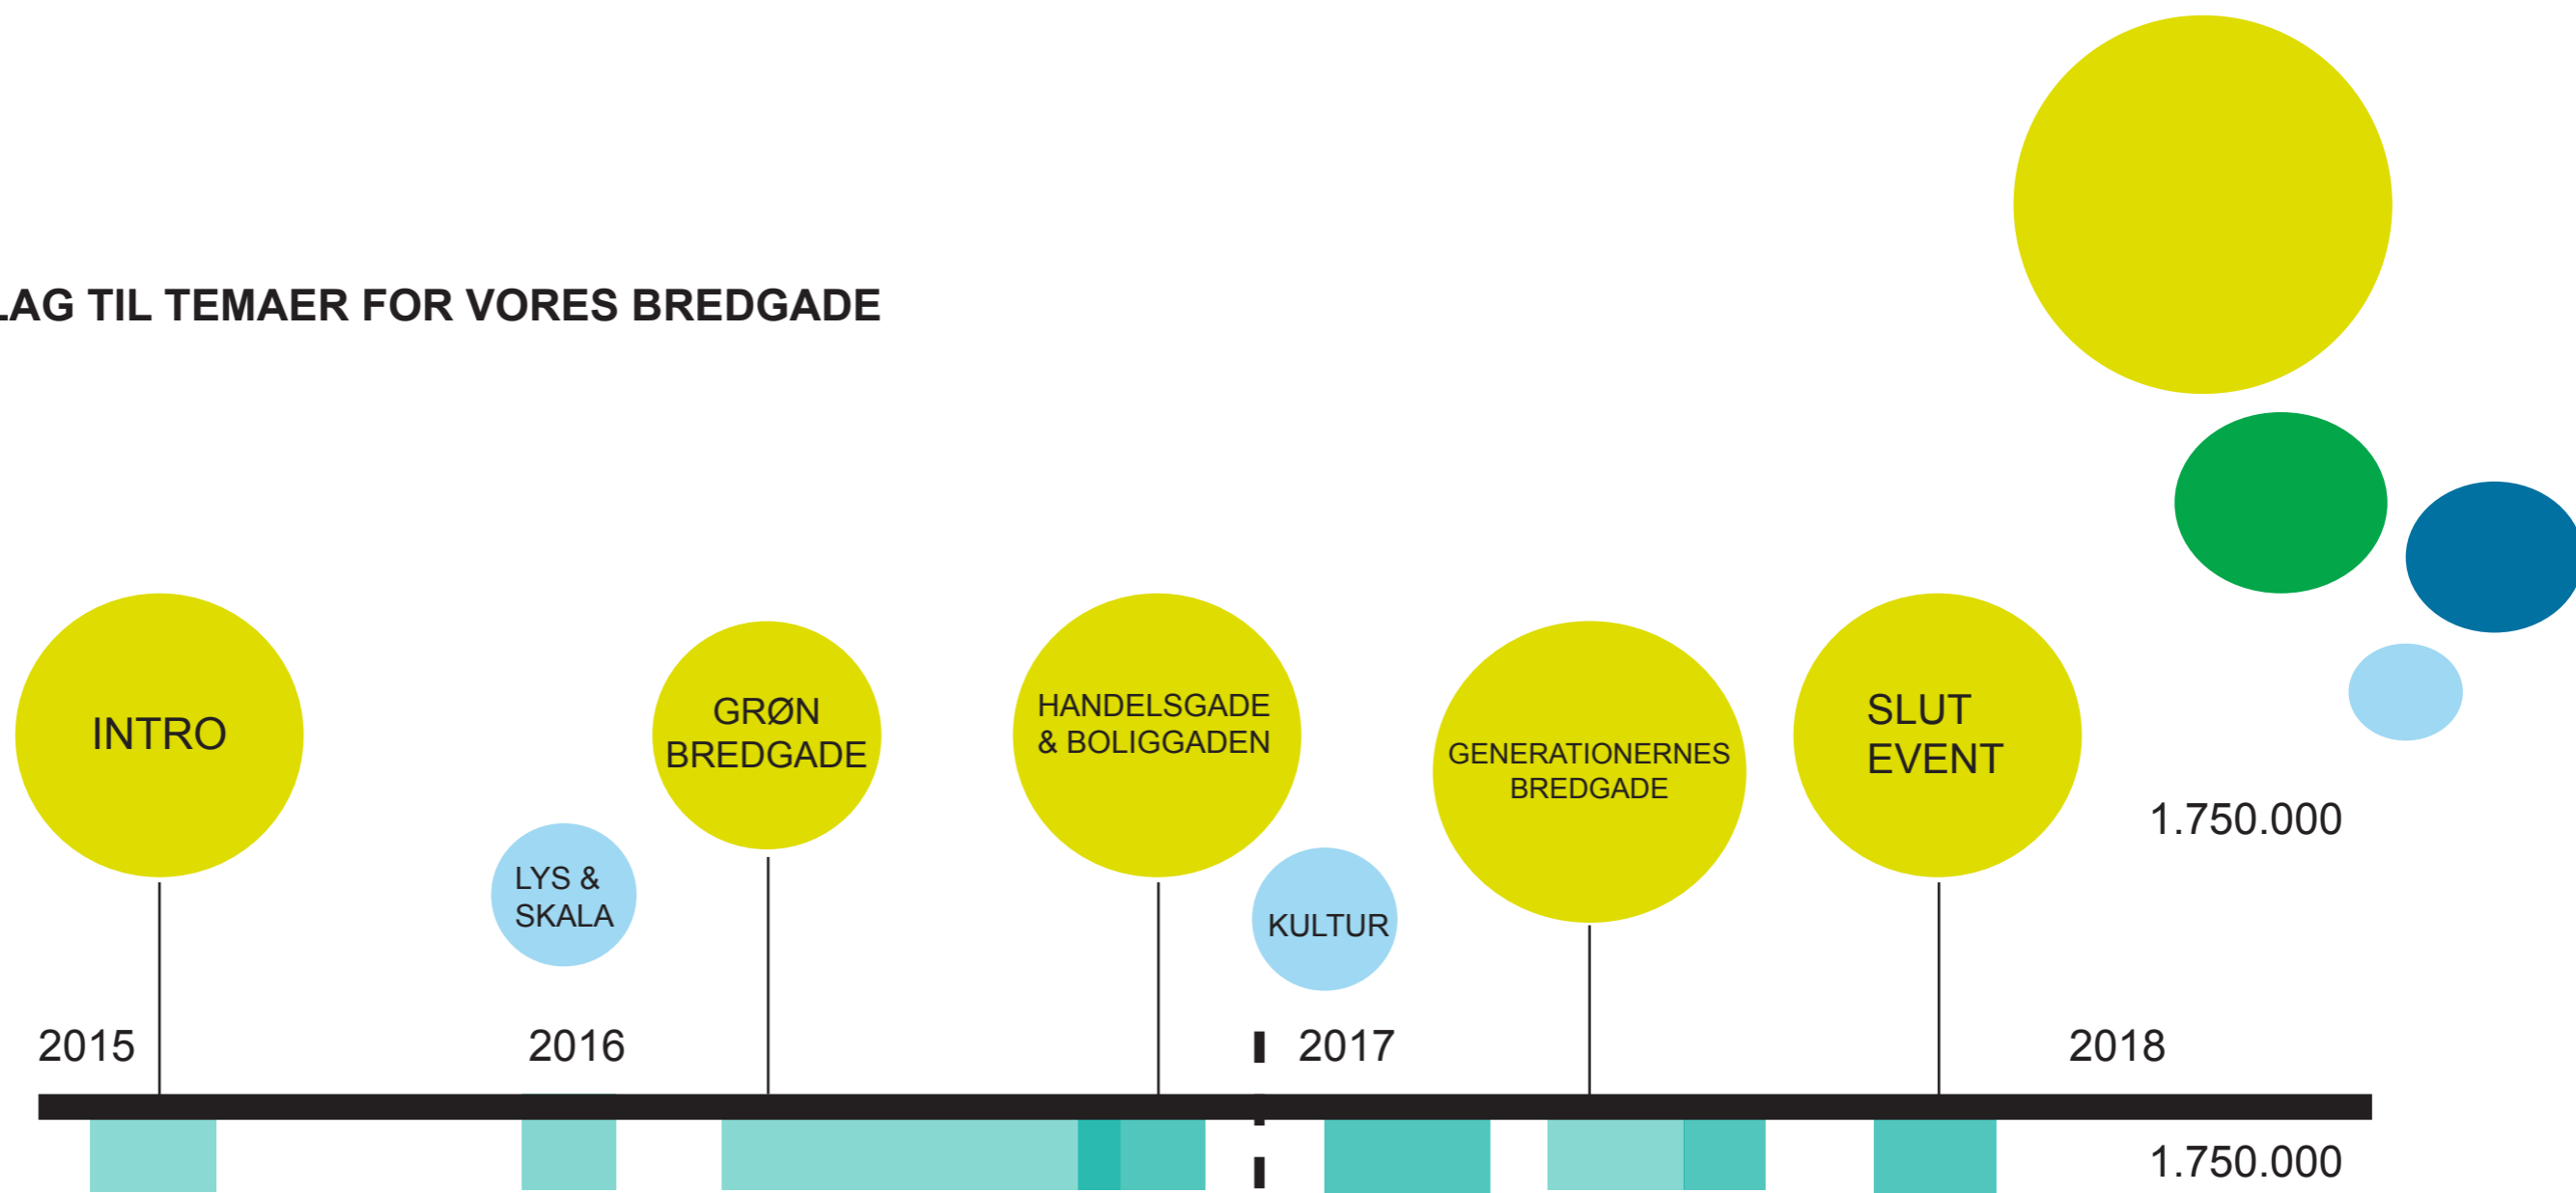 LAG TIL TEMAER FOR VORES BREDGADE
INTRO
LYS &
SKALA
GRØN
BREDGADE
HANDELSGADE
& BOLIGGADEN
KULTUR
GENERATIONERNES
BREDGADE
SLUT
EVENT
1.750.000
2015
2016
2017
2018
1.750.000